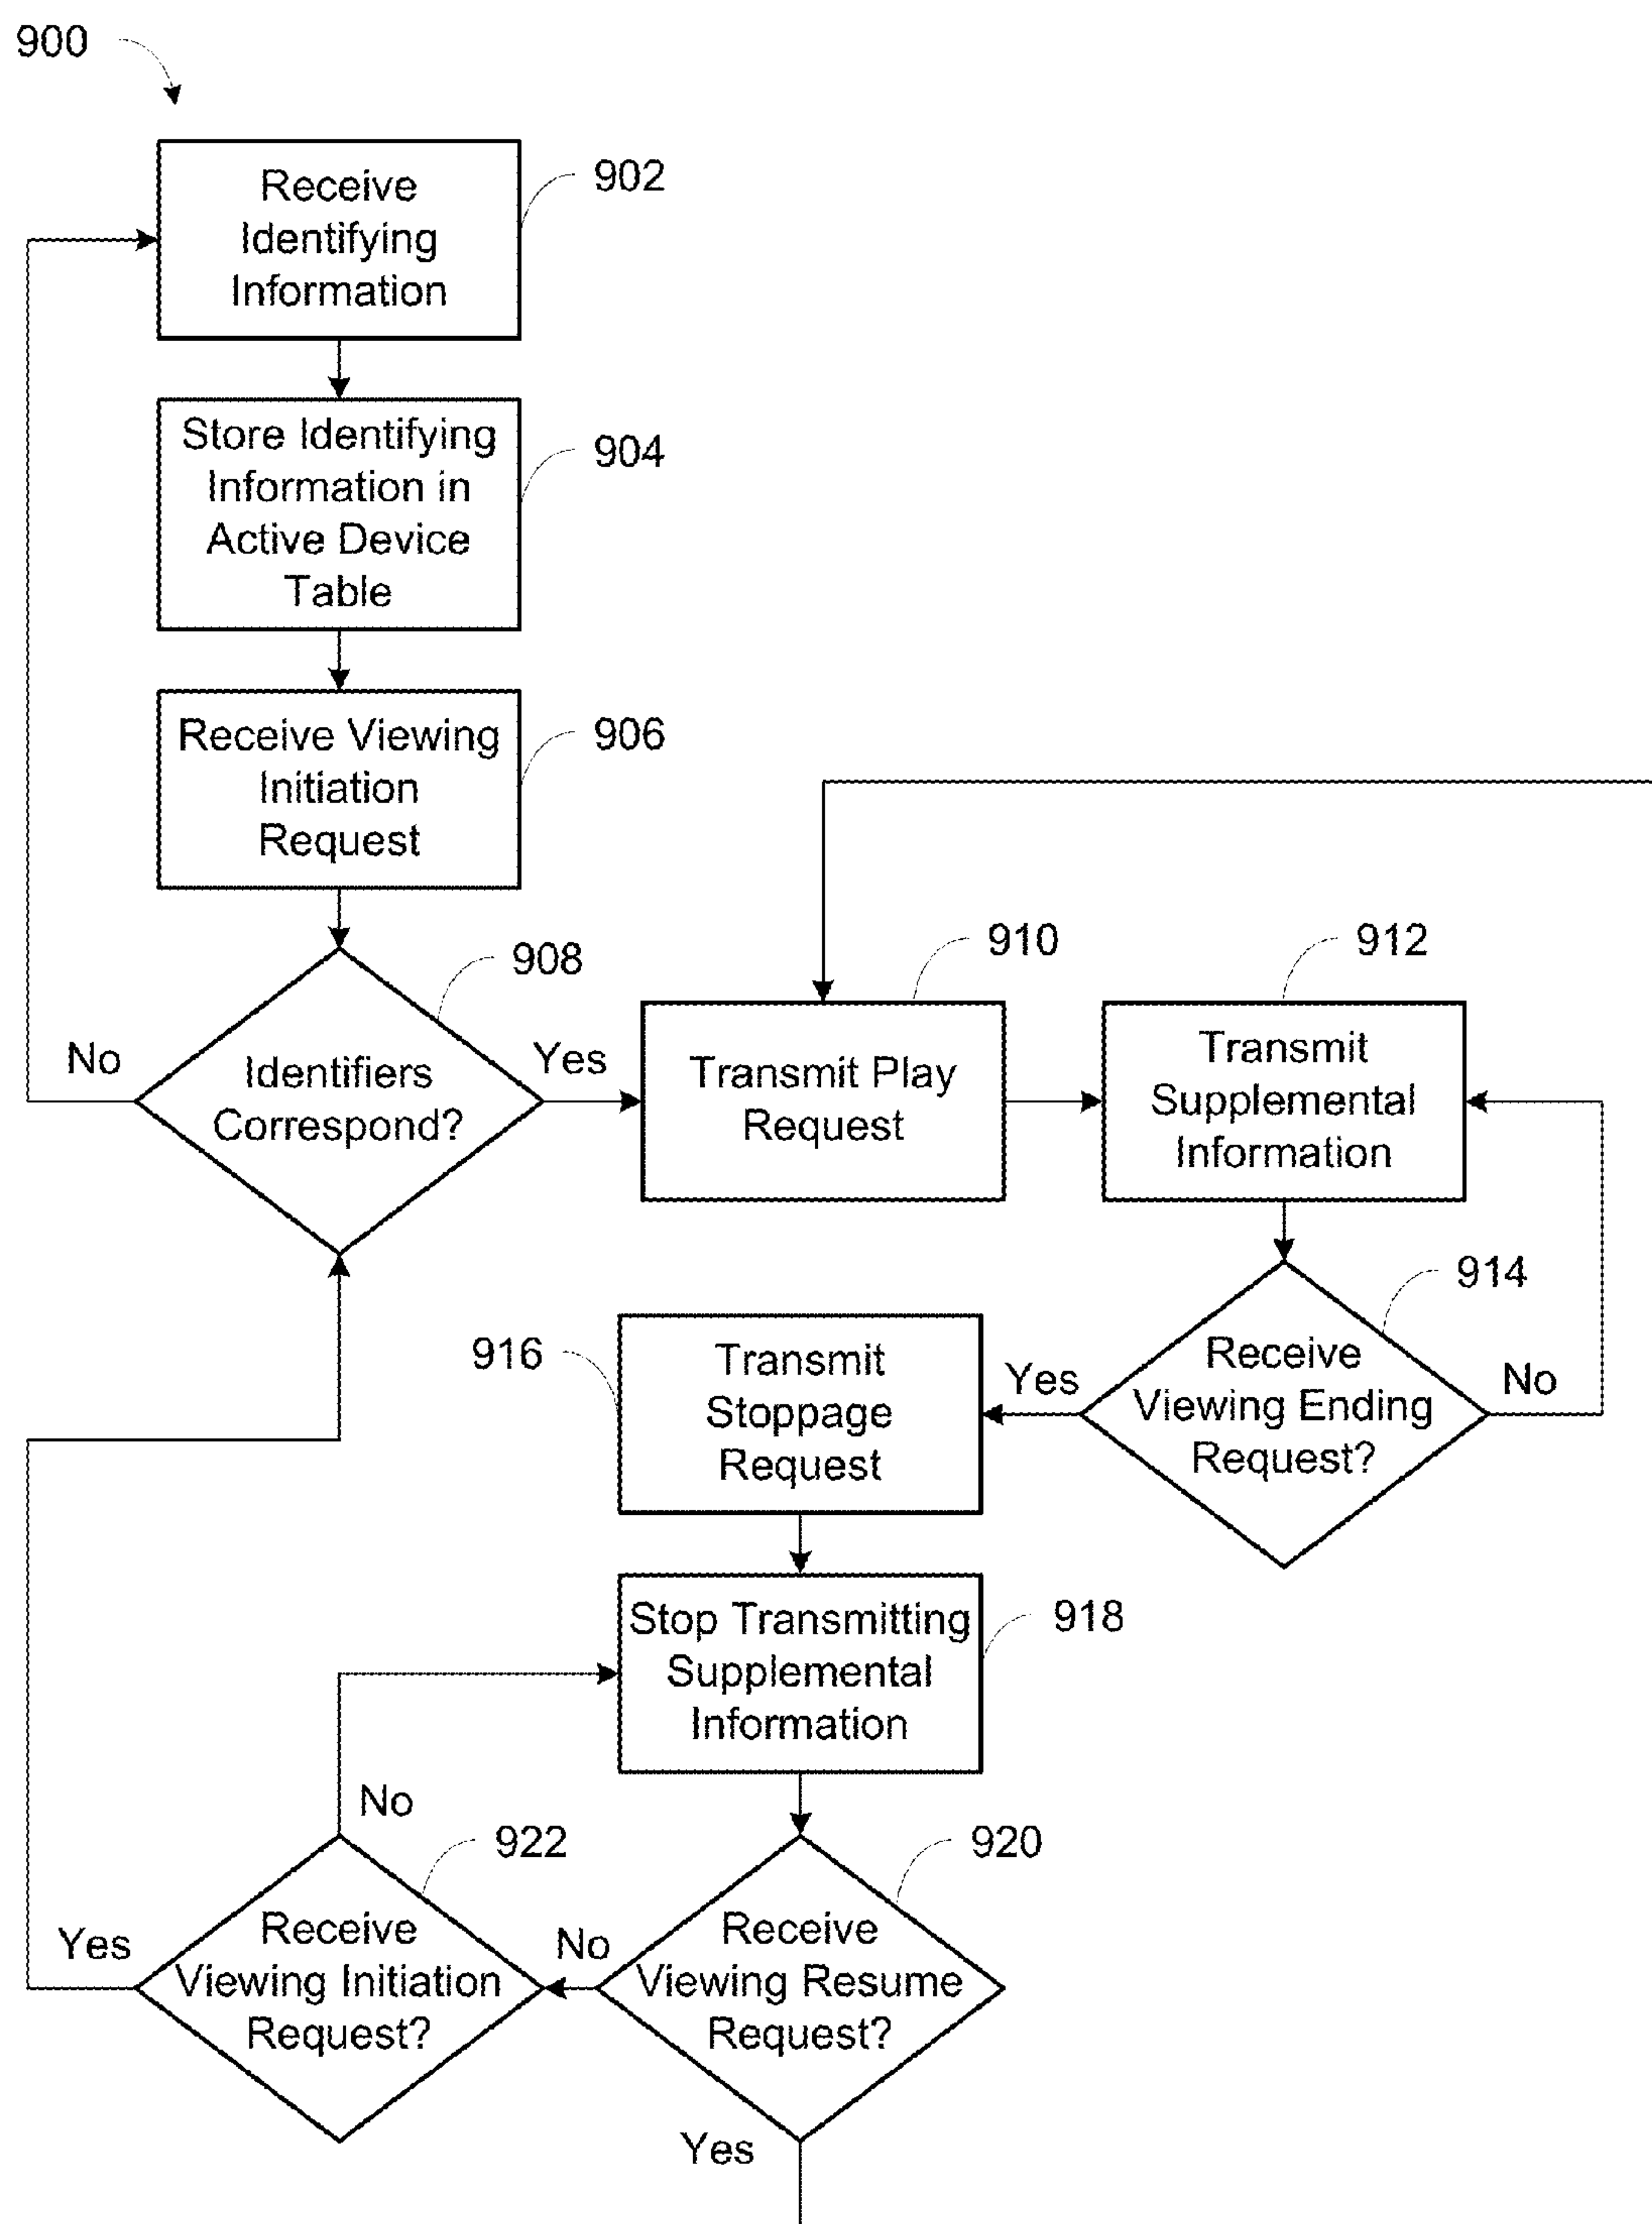 900
Receive
Identifying
Information
902
Store Identifying
Information in
Active Device
Table
904
Receive Viewing
Initiation
Request
906
908
Identifiers
Correspond?
No
Yes
910
Transmit Play
Request
912
Transmit
Supplemental
Information
914
Receive
Viewing Ending
Request?
Yes
No
916
Transmit
Stoppage
Request
Stop Transmitting
Supplemental
Information
918
920
Receive
Viewing Resume
Request?
No
Yes
922
Receive
Viewing Initiation
Request?
No
Yes